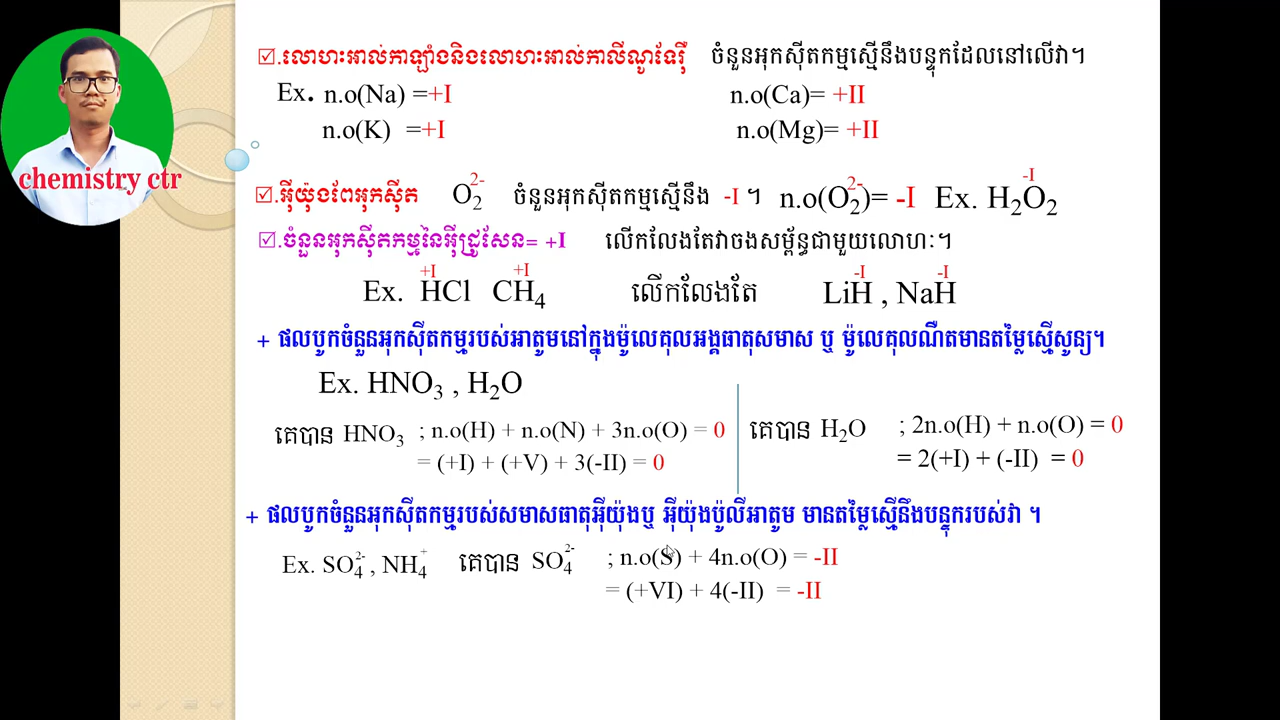 ☑.លោហៈអាល់កាឡាំងនិងលោហៈអាល់កាលីណូទែរ៉ឺ ចំនួនអុកស៊ីតកម្មស្មើនឹងបន្ទុកដែលនៅលើវា។
Ex. n.o(Na) =+I n.o(Ca)= +II
n.o(K) =+I n.o(Mg)= +II
chemistry ctr
☑.អ៊ីយ៉ុងពែអុកស៊ីត O₂²⁻ ចំនួនអុកស៊ីតកម្មស្មើនឹង -I ។ n.o(O₂²⁻)= -I Ex. H₂O₂ -I
☑.ចំនួនអុកស៊ីតកម្មនៃអ៊ីដ្រូសែន= +I លើកលែងតែវាចងសម្ព័ន្ធជាមួយលោហៈ។
+I +I -I -I
Ex. HCl CH₄ លើកលែងតែ LiH , NaH
+ ផលបូកចំនួនអុកស៊ីតកម្មរបស់អាតូមនៅក្នុងម៉ូលេគុលអង្គធាតុសមាស ឬ ម៉ូលេគុលណឺតមានតម្លៃស្មើសូន្យ។
Ex. HNO₃ , H₂O
គេបាន HNO₃ ; n.o(H) + n.o(N) + 3n.o(O) = 0
= (+I) + (+V) + 3(-II) = 0
គេបាន H₂O ; 2n.o(H) + n.o(O) = 0
= 2(+I) + (-II) = 0
+ ផលបូកចំនួនអុកស៊ីតកម្មរបស់សមាសធាតុអ៊ីយ៉ុងឬ អ៊ីយ៉ុងប៉ូលីអាតូម មានតម្លៃស្មើនឹងបន្ទុករបស់វា ។
Ex. SO₄²⁻ , NH₄⁺ គេបាន SO₄²⁻ ; n.o(S) + 4n.o(O) = -II
= (+VI) + 4(-II) = -II